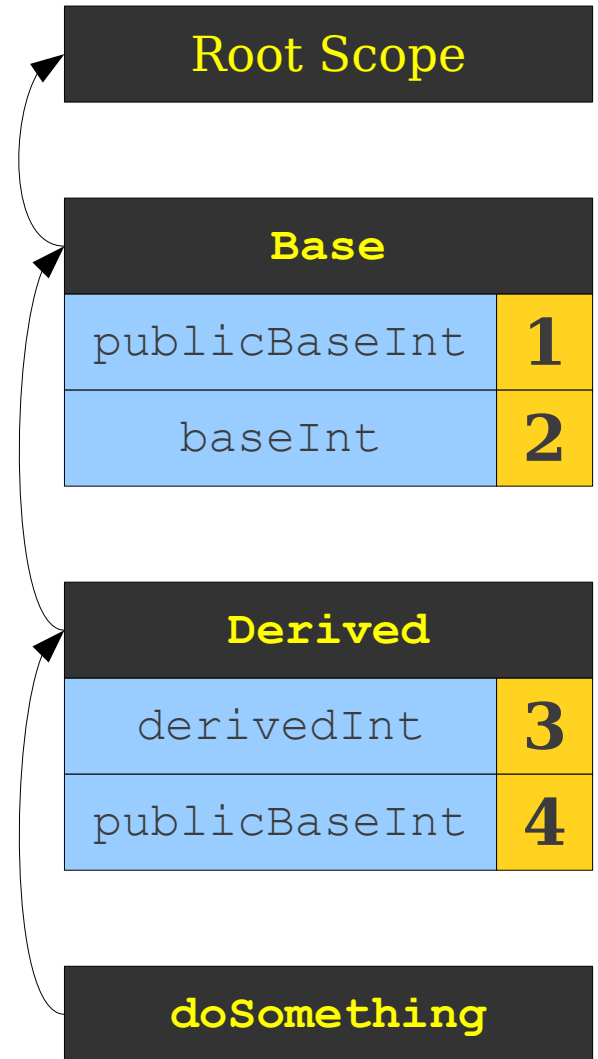 Root Scope
Base
publicBaseInt 1
baseInt 2
Derived
derivedInt 3
publicBaseInt 4
doSomething